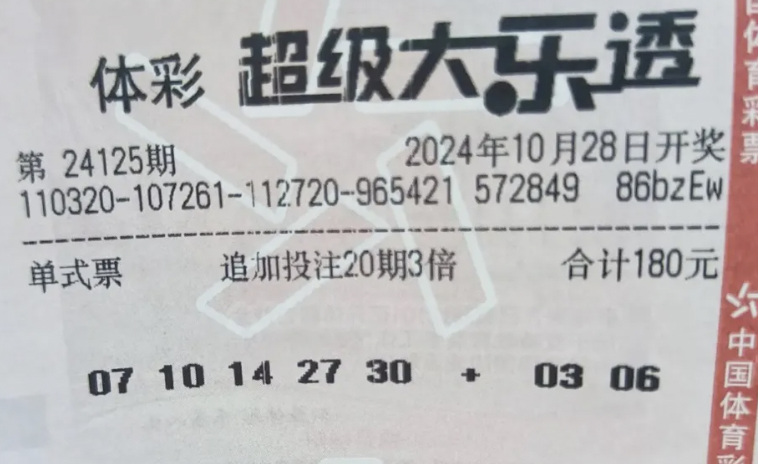 体彩 超级大乐透
第 24125期 2024年10月28日开奖
110320-107261-112720-965421 572849 86bzEw
单式票 追加投注20期3倍 合计180元
07 10 14 27 30 + 03 06
国体育彩票
中国体育彩